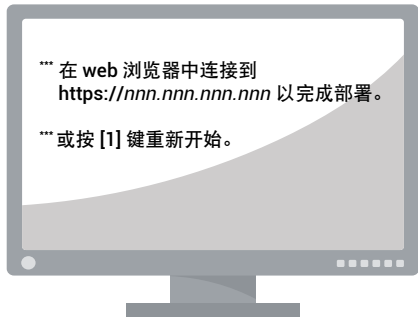 *** 在 web 浏览器中连接到
https://nnn.nnn.nnn.nnn 以完成部署。
*** 或按 [1] 键重新开始。